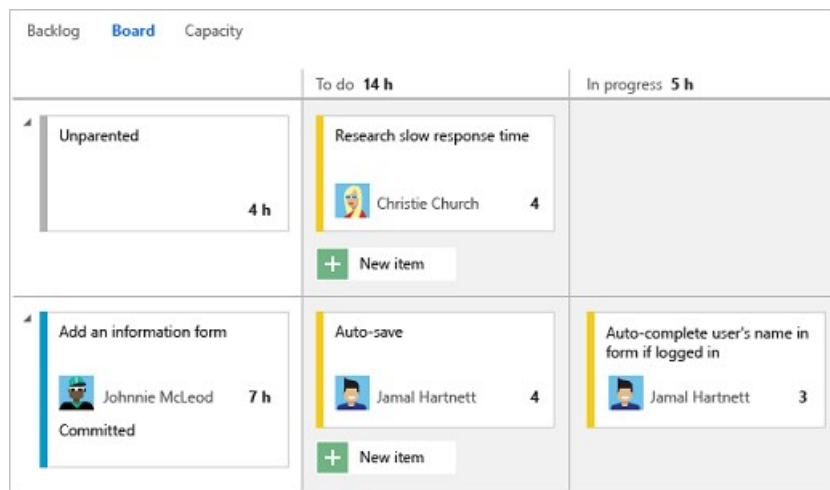 Backlog Board Capacity
To do 14 h In progress 5 h
Unparented
4 h
Research slow response time
Christie Church 4
New item
Add an information form
Johnnie McLeod 7 h
Committed
Auto-save
Jamal Hartnett 4
New item
Auto-complete user's name in
form if logged in
Jamal Hartnett 3